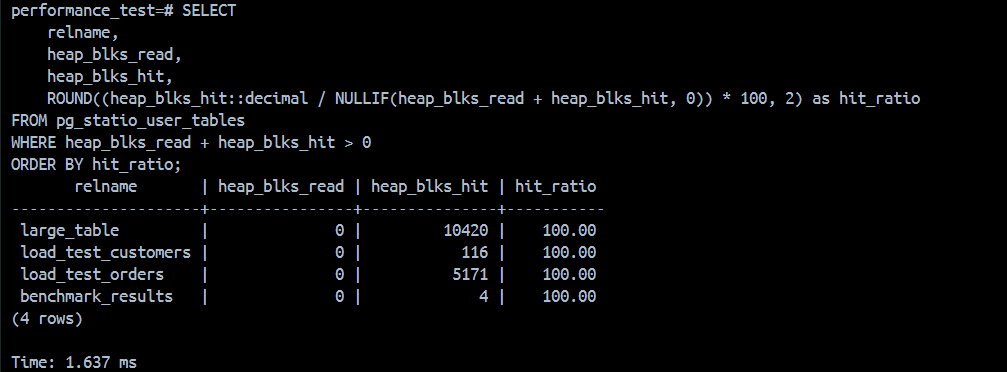 performance_test=# SELECT
    relname,
    heap_blks_read,
    heap_blks_hit,
    ROUND((heap_blks_hit::decimal / NULLIF(heap_blks_read + heap_blks_hit, 0)) * 100, 2) as hit_ratio
FROM pg_statio_user_tables
WHERE heap_blks_read + heap_blks_hit > 0
ORDER BY hit_ratio;
       relname       | heap_blks_read | heap_blks_hit | hit_ratio
---------------------+----------------+---------------+-----------
 large_table         |              0 |         10420 |    100.00
 load_test_customers |              0 |           116 |    100.00
 load_test_orders    |              0 |          5171 |    100.00
 benchmark_results   |              0 |             4 |    100.00
(4 rows)

Time: 1.637 ms